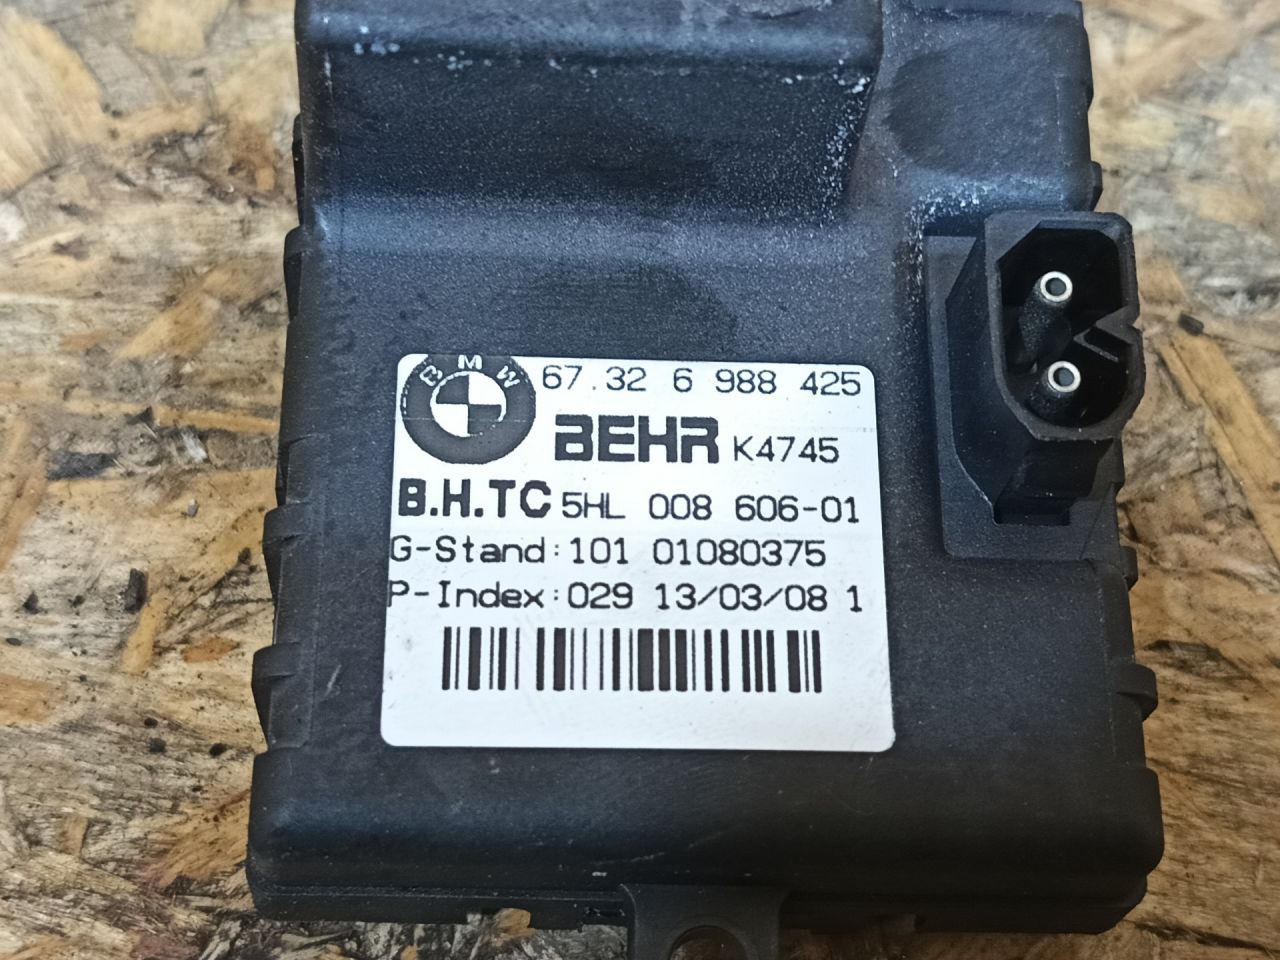 BMW 67.32 6 988 425
BEHR K4745
B.H.TC 5HL 008 606-01
G-Stand:101 01080375
P-Index:029 13/03/08 1